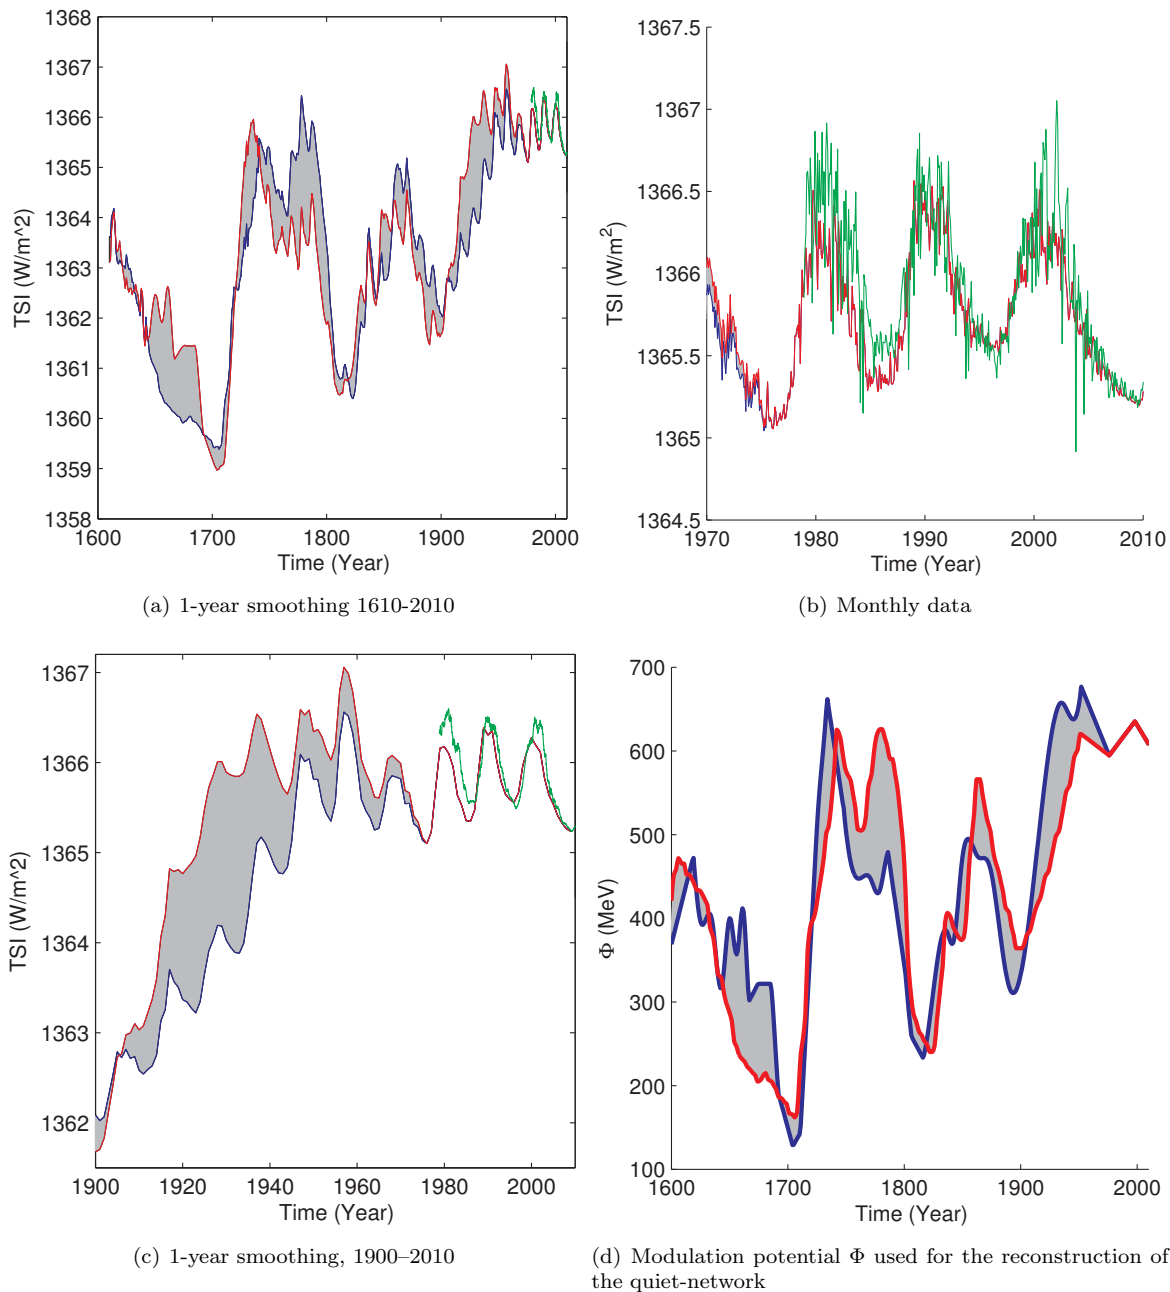 1368
1367
1366
1365
1364
1363
1362
1361
1360
1359
1358
TSI (W/m^2)
1600 1700 1800 1900 2000
Time (Year)
(a) 1-year smoothing 1610-2010
1367.5
1367
1366.5
1366
1365.5
1365
1364.5
TSI (W/m²)
1970 1980 1990 2000 2010
Time (Year)
(b) Monthly data
1367
1366
1365
1364
1363
1362
TSI (W/m^2)
1900 1920 1940 1960 1980 2000
Time (Year)
(c) 1-year smoothing, 1900–2010
700
600
500
400
300
200
100
Φ (MeV)
1600 1700 1800 1900 2000
Time (Year)
(d) Modulation potential Φ used for the reconstruction of
the quiet-network